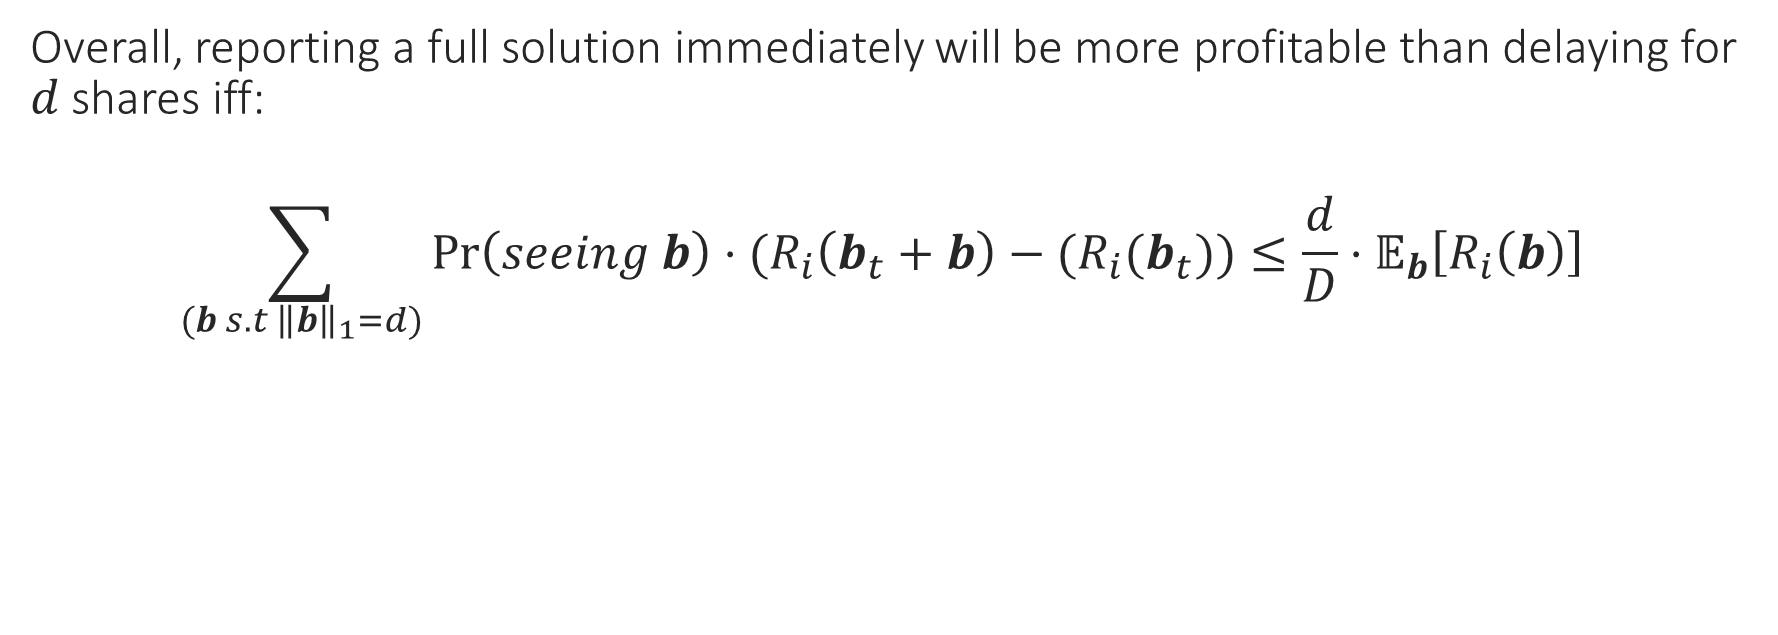 Overall, reporting a full solution immediately will be more profitable than delaying for
d shares iff:
∑_(b s.t ‖b‖₁=d) Pr(seeing b) · (R_i(b_t + b) − (R_i(b_t)) ≤ d/D · 𝔼_b[R_i(b)]